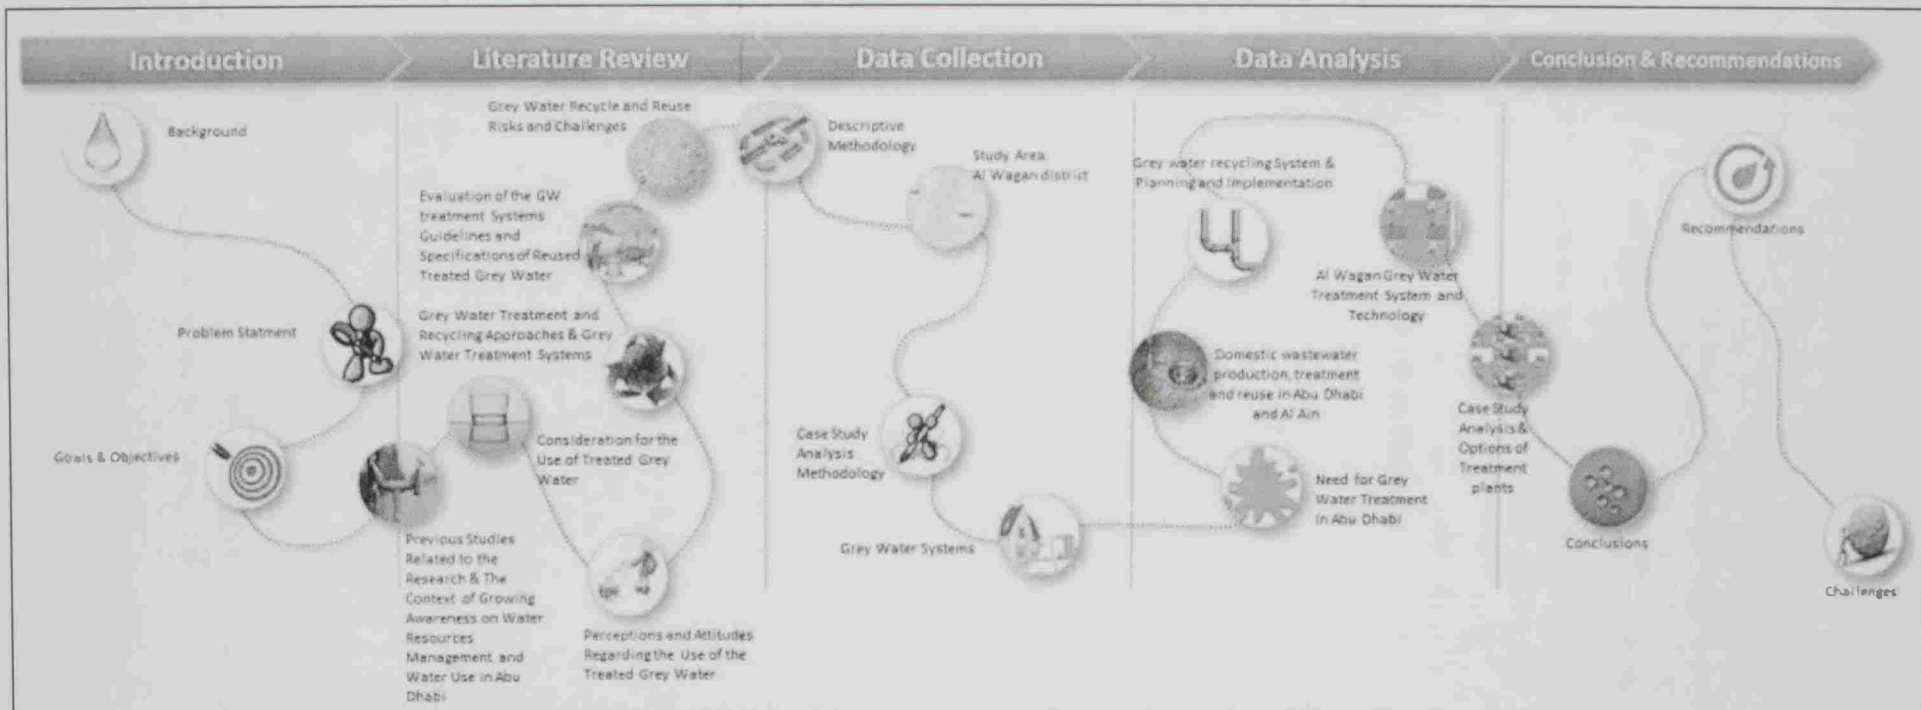 Introduction
Literature Review
Data Collection
Data Analysis
Conclusion & Recommendations
Background
Problem Statment
Goals & Objectives
Previous Studies
Related to the
Research & The
Context of Growing
Awareness on Water
Resources
Management and
Water Use in Abu
Dhabi
Consideration for the
Use of Treated Grey
Water
Perceptions and Attitudes
Regarding the Use of the
Treated Grey Water
Grey Water Treatment and
Recycling Approaches & Grey
Water Treatment Systems
Evaluation of the GW
treatment Systems
Guidelines and
Specifications of Reused
Treated Grey Water
Grey Water Recycle and Reuse
Risks and Challenges
Descriptive
Methodology
Study Area:
Al Wagan district
Case Study
Analysis
Methodology
Grey Water Systems
Need for Grey
Water Treatment
in Abu Dhabi
Domestic wastewater
production, treatment
and reuse in Abu Dhabi
and Al Ain
Grey water recycling System &
Planning and Implementation
Al Wagan Grey Water
Treatment System and
Technology
Case Study
Analysis &
Options of
Treatment
plants
Conclusions
Recommendations
Challenges